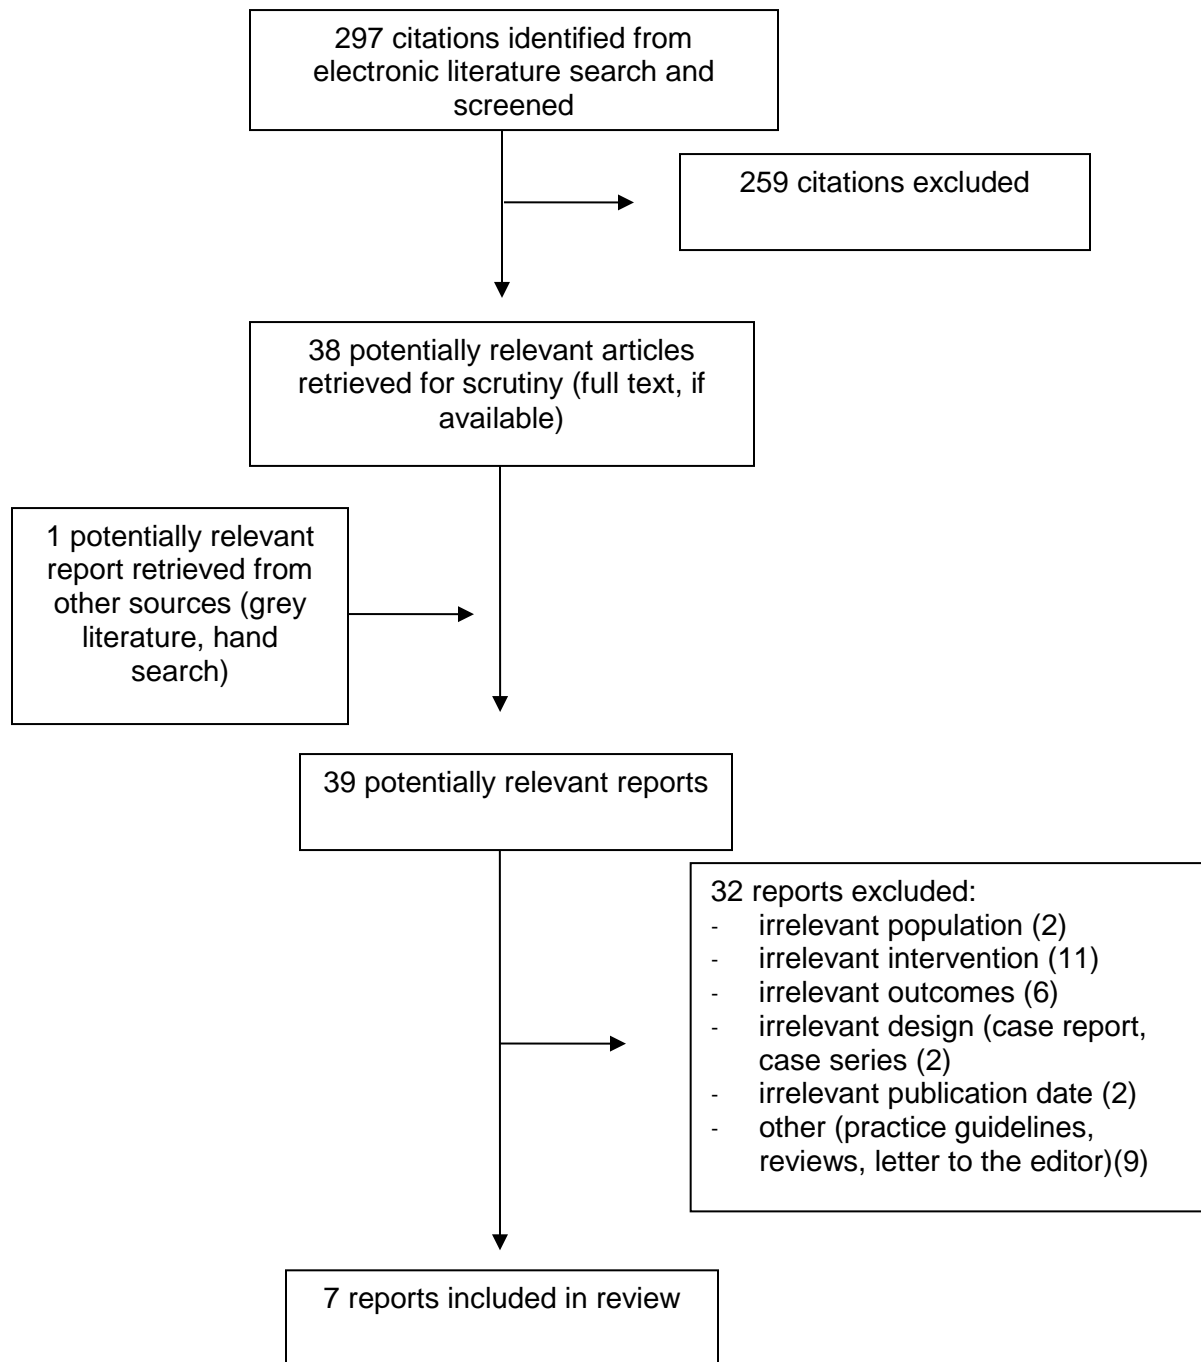 297 citations identified from
electronic literature search and
screened
259 citations excluded
38 potentially relevant articles
retrieved for scrutiny (full text, if
available)
1 potentially relevant
report retrieved from
other sources (grey
literature, hand
search)
39 potentially relevant reports
32 reports excluded:
- irrelevant population (2)
- irrelevant intervention (11)
- irrelevant outcomes (6)
- irrelevant design (case report,
case series (2)
- irrelevant publication date (2)
- other (practice guidelines,
reviews, letter to the editor)(9)
7 reports included in review